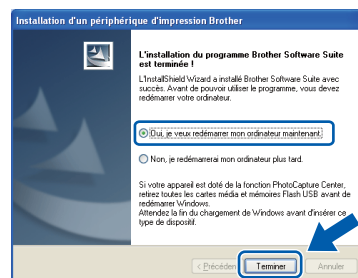 Installation d'un périphérique d'impression Brother
L'installation du programme Brother Software Suite
est terminée !
L'InstallShield Wizard a installé Brother Software Suite avec
succès. Avant de pouvoir utiliser le programme, vous devez
redémarrer votre ordinateur.
Oui, je veux redémarrer mon ordinateur maintenant.
Non, je redémarrerai mon ordinateur plus tard.
Si votre appareil est doté de la fonction PhotoCapture Center,
retirez toutes les cartes média et mémoires Flash USB avant de
redémarrer Windows.
Attendez la fin du chargement de Windows avant d'insérer ce
type de dispositif.
< Précéden Terminer Annuler